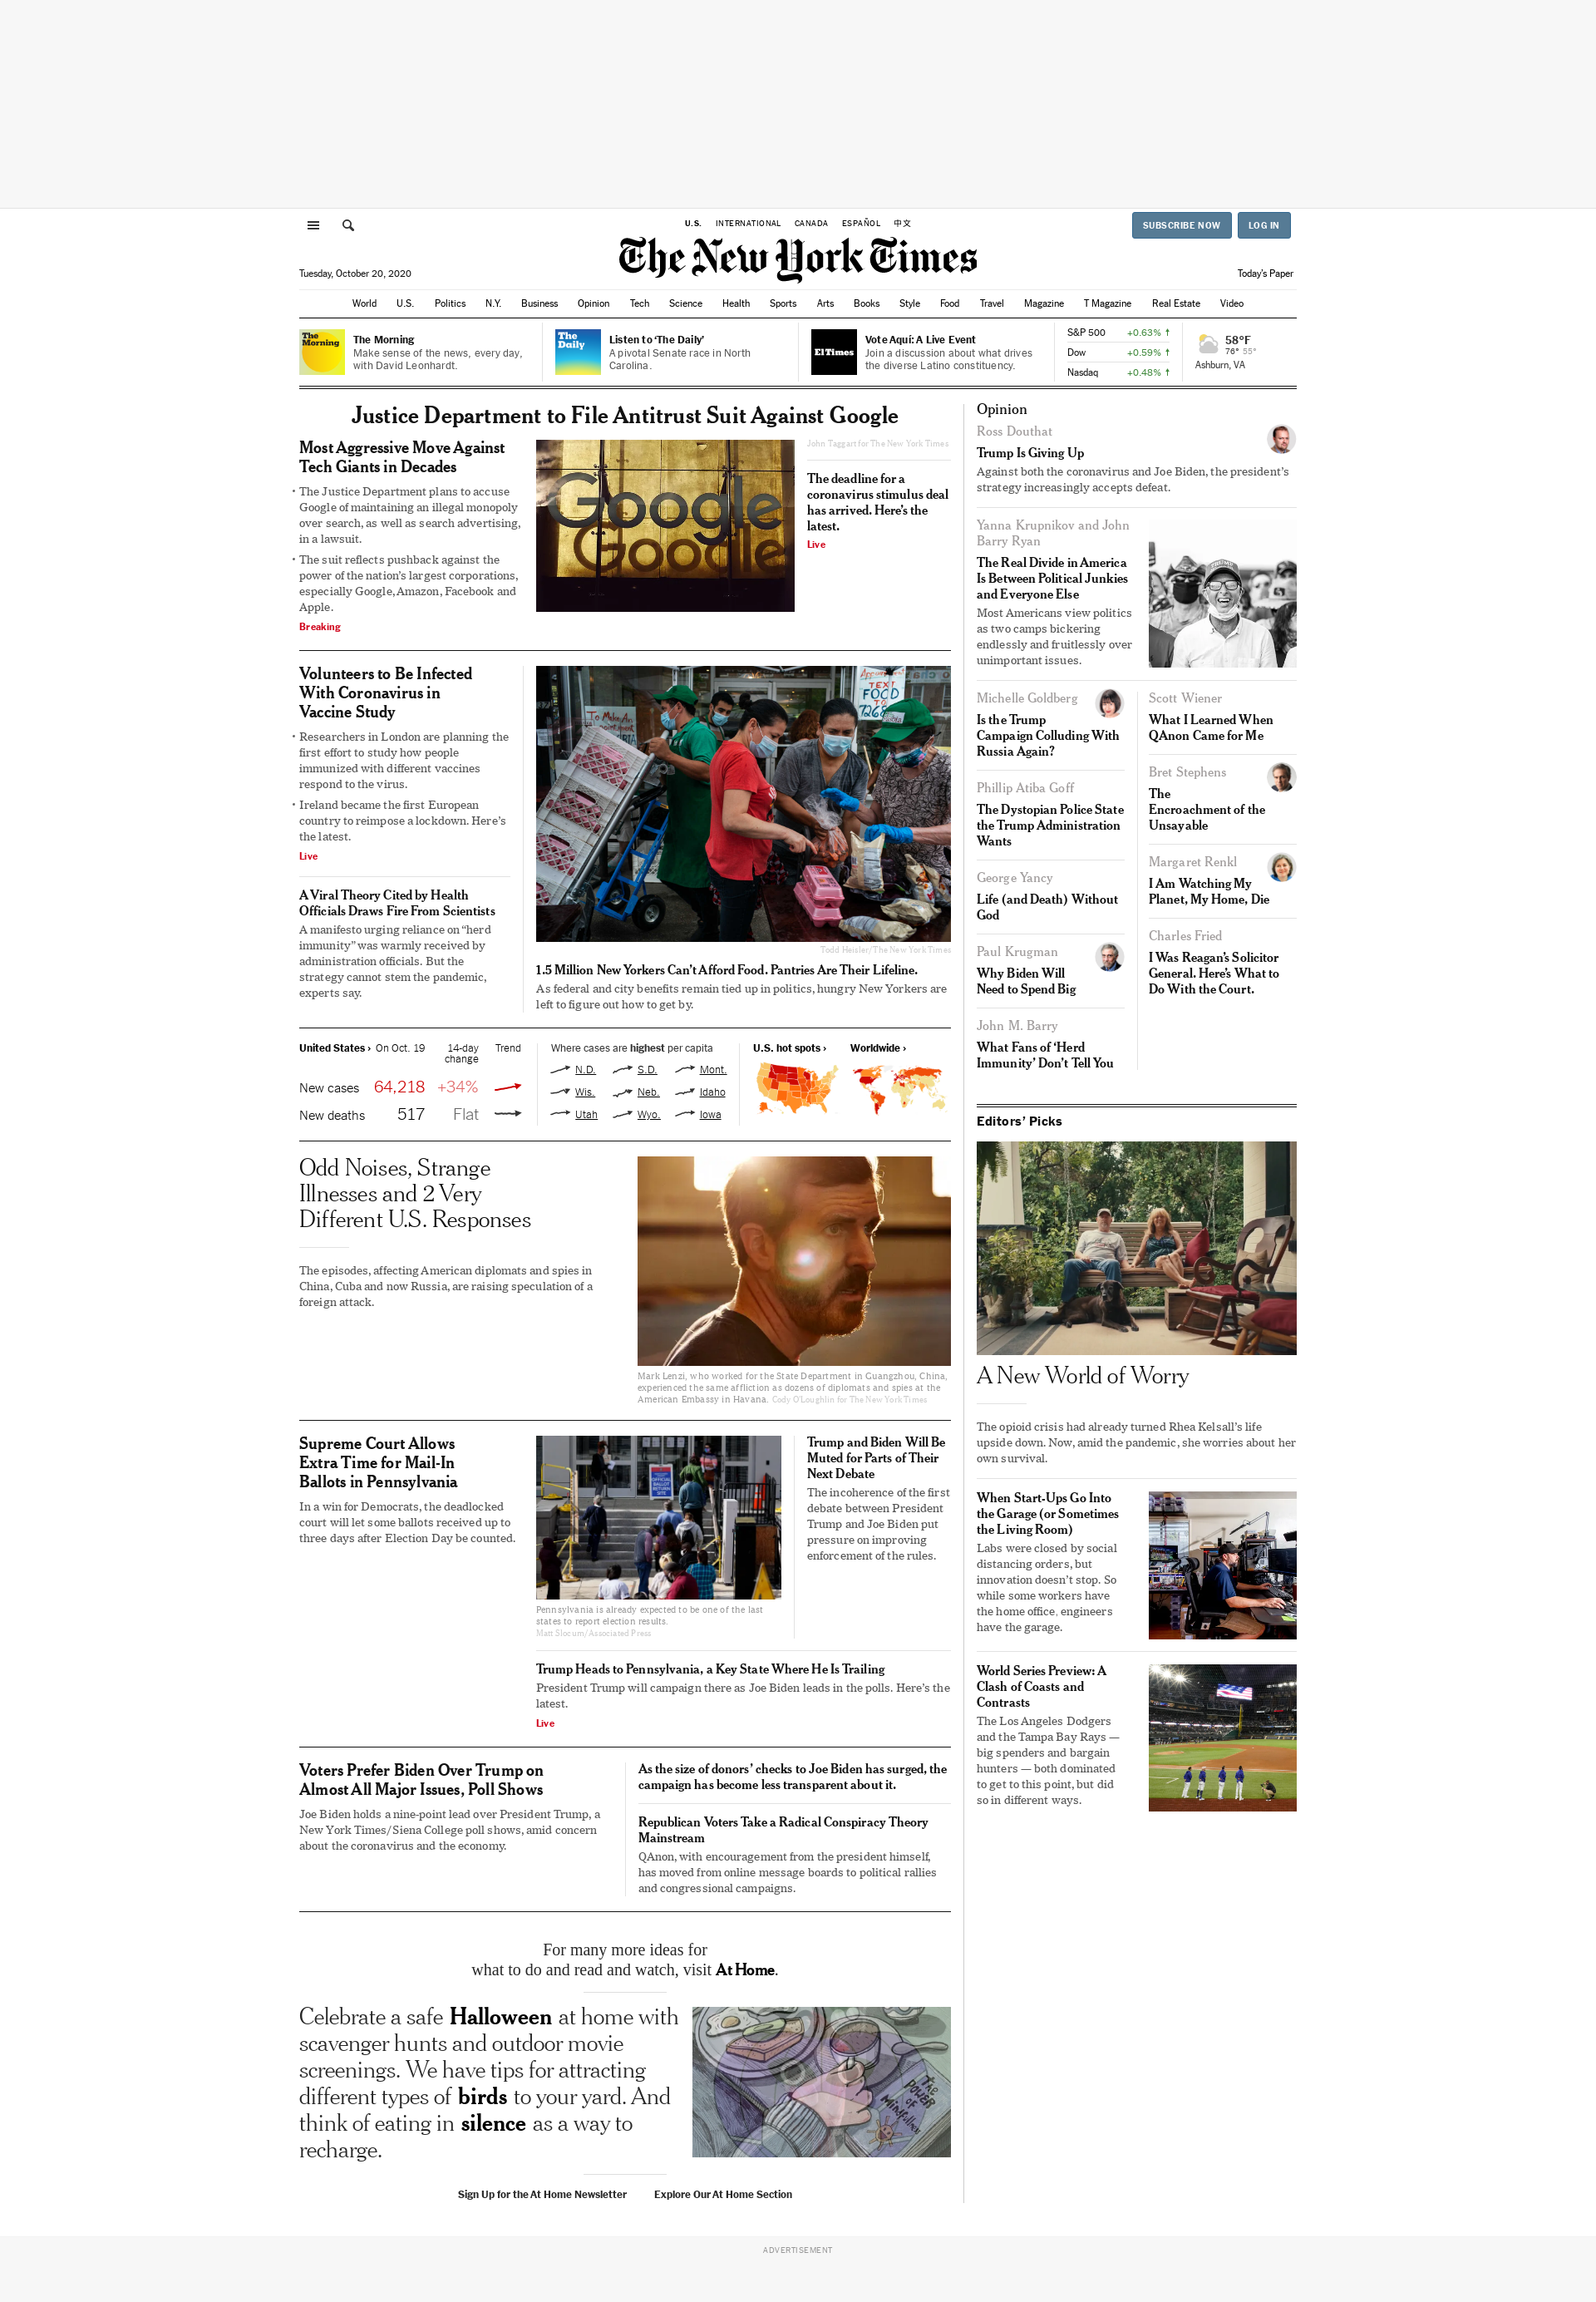 U.S. INTERNATIONAL CANADA ESPAÑOL 中文
SUBSCRIBE NOW
LOG IN
The New York Times
Tuesday, October 20, 2020
Today's Paper
World U.S. Politics N.Y. Business Opinion Tech Science Health Sports Arts Books Style Food Travel Magazine T Magazine Real Estate Video
The
Morning
The Morning
Make sense of the news, every day,
with David Leonhardt.
The
Daily
Listen to ‘The Daily’
A pivotal Senate race in North
Carolina.
El Times
Vote Aquí: A Live Event
Join a discussion about what drives
the diverse Latino constituency.
S&P 500 +0.63% ↑
Dow +0.59% ↑
Nasdaq +0.48% ↑
58°F
76° 55°
Ashburn, VA
Justice Department to File Antitrust Suit Against Google
Most Aggressive Move Against
Tech Giants in Decades
• The Justice Department plans to accuse
Google of maintaining an illegal monopoly
over search, as well as search advertising,
in a lawsuit.
• The suit reflects pushback against the
power of the nation’s largest corporations,
especially Google, Amazon, Facebook and
Apple.
Breaking
Google
John Taggart for The New York Times
The deadline for a
coronavirus stimulus deal
has arrived. Here’s the
latest.
Live
Volunteers to Be Infected
With Coronavirus in
Vaccine Study
• Researchers in London are planning the
first effort to study how people
immunized with different vaccines
respond to the virus.
• Ireland became the first European
country to reimpose a lockdown. Here’s
the latest.
Live
A Viral Theory Cited by Health
Officials Draws Fire From Scientists
A manifesto urging reliance on “herd
immunity” was warmly received by
administration officials. But the
strategy cannot stem the pandemic,
experts say.
To Make An
TEXT
FOOD
TO
Todd Heisler/The New York Times
1.5 Million New Yorkers Can’t Afford Food. Pantries Are Their Lifeline.
As federal and city benefits remain tied up in politics, hungry New Yorkers are
left to figure out how to get by.
United States › On Oct. 19 14-day
change Trend
New cases 64,218 +34%
New deaths 517 Flat
Where cases are highest per capita
N.D. S.D. Mont.
Wis. Neb. Idaho
Utah Wyo. Iowa
U.S. hot spots ›
Worldwide ›
Odd Noises, Strange
Illnesses and 2 Very
Different U.S. Responses
The episodes, affecting American diplomats and spies in
China, Cuba and now Russia, are raising speculation of a
foreign attack.
Mark Lenzi, who worked for the State Department in Guangzhou, China,
experienced the same affliction as dozens of diplomats and spies at the
American Embassy in Havana. Cody O’Loughlin for The New York Times
Supreme Court Allows
Extra Time for Mail-In
Ballots in Pennsylvania
In a win for Democrats, the deadlocked
court will let some ballots received up to
three days after Election Day be counted.
OFFICIAL
BALLOT
RETURN
SITE
Pennsylvania is already expected to be one of the last
states to report election results.
Matt Slocum/Associated Press
Trump and Biden Will Be
Muted for Parts of Their
Next Debate
The incoherence of the first
debate between President
Trump and Joe Biden put
pressure on improving
enforcement of the rules.
Trump Heads to Pennsylvania, a Key State Where He Is Trailing
President Trump will campaign there as Joe Biden leads in the polls. Here’s the
latest.
Live
Voters Prefer Biden Over Trump on
Almost All Major Issues, Poll Shows
Joe Biden holds a nine-point lead over President Trump, a
New York Times/Siena College poll shows, amid concern
about the coronavirus and the economy.
As the size of donors’ checks to Joe Biden has surged, the
campaign has become less transparent about it.
Republican Voters Take a Radical Conspiracy Theory
Mainstream
QAnon, with encouragement from the president himself,
has moved from online message boards to political rallies
and congressional campaigns.
For many more ideas for
what to do and read and watch, visit At Home.
Celebrate a safe Halloween at home with
scavenger hunts and outdoor movie
screenings. We have tips for attracting
different types of birds to your yard. And
think of eating in silence as a way to
recharge.
THE
POWER
OF
Sign Up for the At Home Newsletter
Explore Our At Home Section
Opinion
Ross Douthat
Trump Is Giving Up
Against both the coronavirus and Joe Biden, the president’s
strategy increasingly accepts defeat.
Yanna Krupnikov and John
Barry Ryan
The Real Divide in America
Is Between Political Junkies
and Everyone Else
Most Americans view politics
as two camps bickering
endlessly and fruitlessly over
unimportant issues.
Michelle Goldberg
Is the Trump
Campaign Colluding With
Russia Again?
Phillip Atiba Goff
The Dystopian Police State
the Trump Administration
Wants
George Yancy
Life (and Death) Without
God
Paul Krugman
Why Biden Will
Need to Spend Big
John M. Barry
What Fans of ‘Herd
Immunity’ Don’t Tell You
Scott Wiener
What I Learned When
QAnon Came for Me
Bret Stephens
The
Encroachment of the
Unsayable
Margaret Renkl
I Am Watching My
Planet, My Home, Die
Charles Fried
I Was Reagan’s Solicitor
General. Here’s What to
Do With the Court.
Editors’ Picks
A New World of Worry
The opioid crisis had already turned Rhea Kelsall’s life
upside down. Now, amid the pandemic, she worries about her
own survival.
When Start-Ups Go Into
the Garage (or Sometimes
the Living Room)
Labs were closed by social
distancing orders, but
innovation doesn’t stop. So
while some workers have
the home office, engineers
have the garage.
World Series Preview: A
Clash of Coasts and
Contrasts
The Los Angeles Dodgers
and the Tampa Bay Rays —
big spenders and bargain
hunters — both dominated
to get to this point, but did
so in different ways.
ADVERTISEMENT